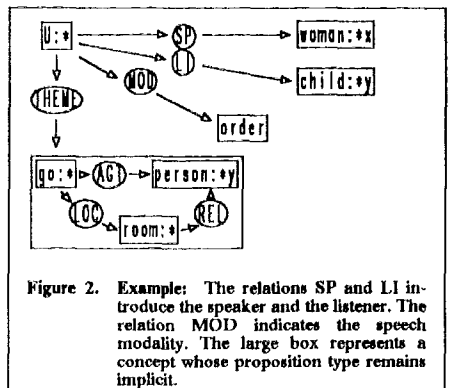 U:*
SP
woman:*x
LI
child:*y
MOD
THEME
order
go:*
AGT
person:*y
LOC
room:*
REL
Figure 2. Example: The relations SP and LI in-
troduce the speaker and the listener. The
relation MOD indicates the speech
modality. The large box represents a
concept whose proposition type remains
implicit.